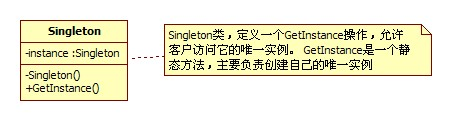 Singleton
-instance :Singleton
-Singleton()
+GetInstance()
Singleton类，定义一个GetInstance操作，允许
客户访问它的唯一实例。GetInstance是一个静
态方法，主要负责创建自己的唯一实例